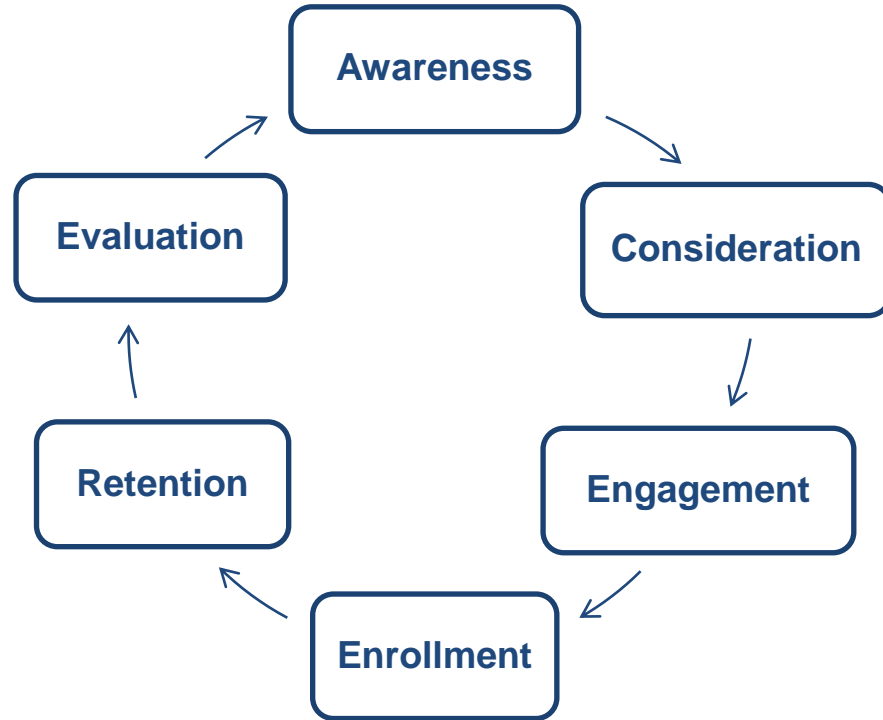 Awareness
Consideration
Engagement
Enrollment
Retention
Evaluation